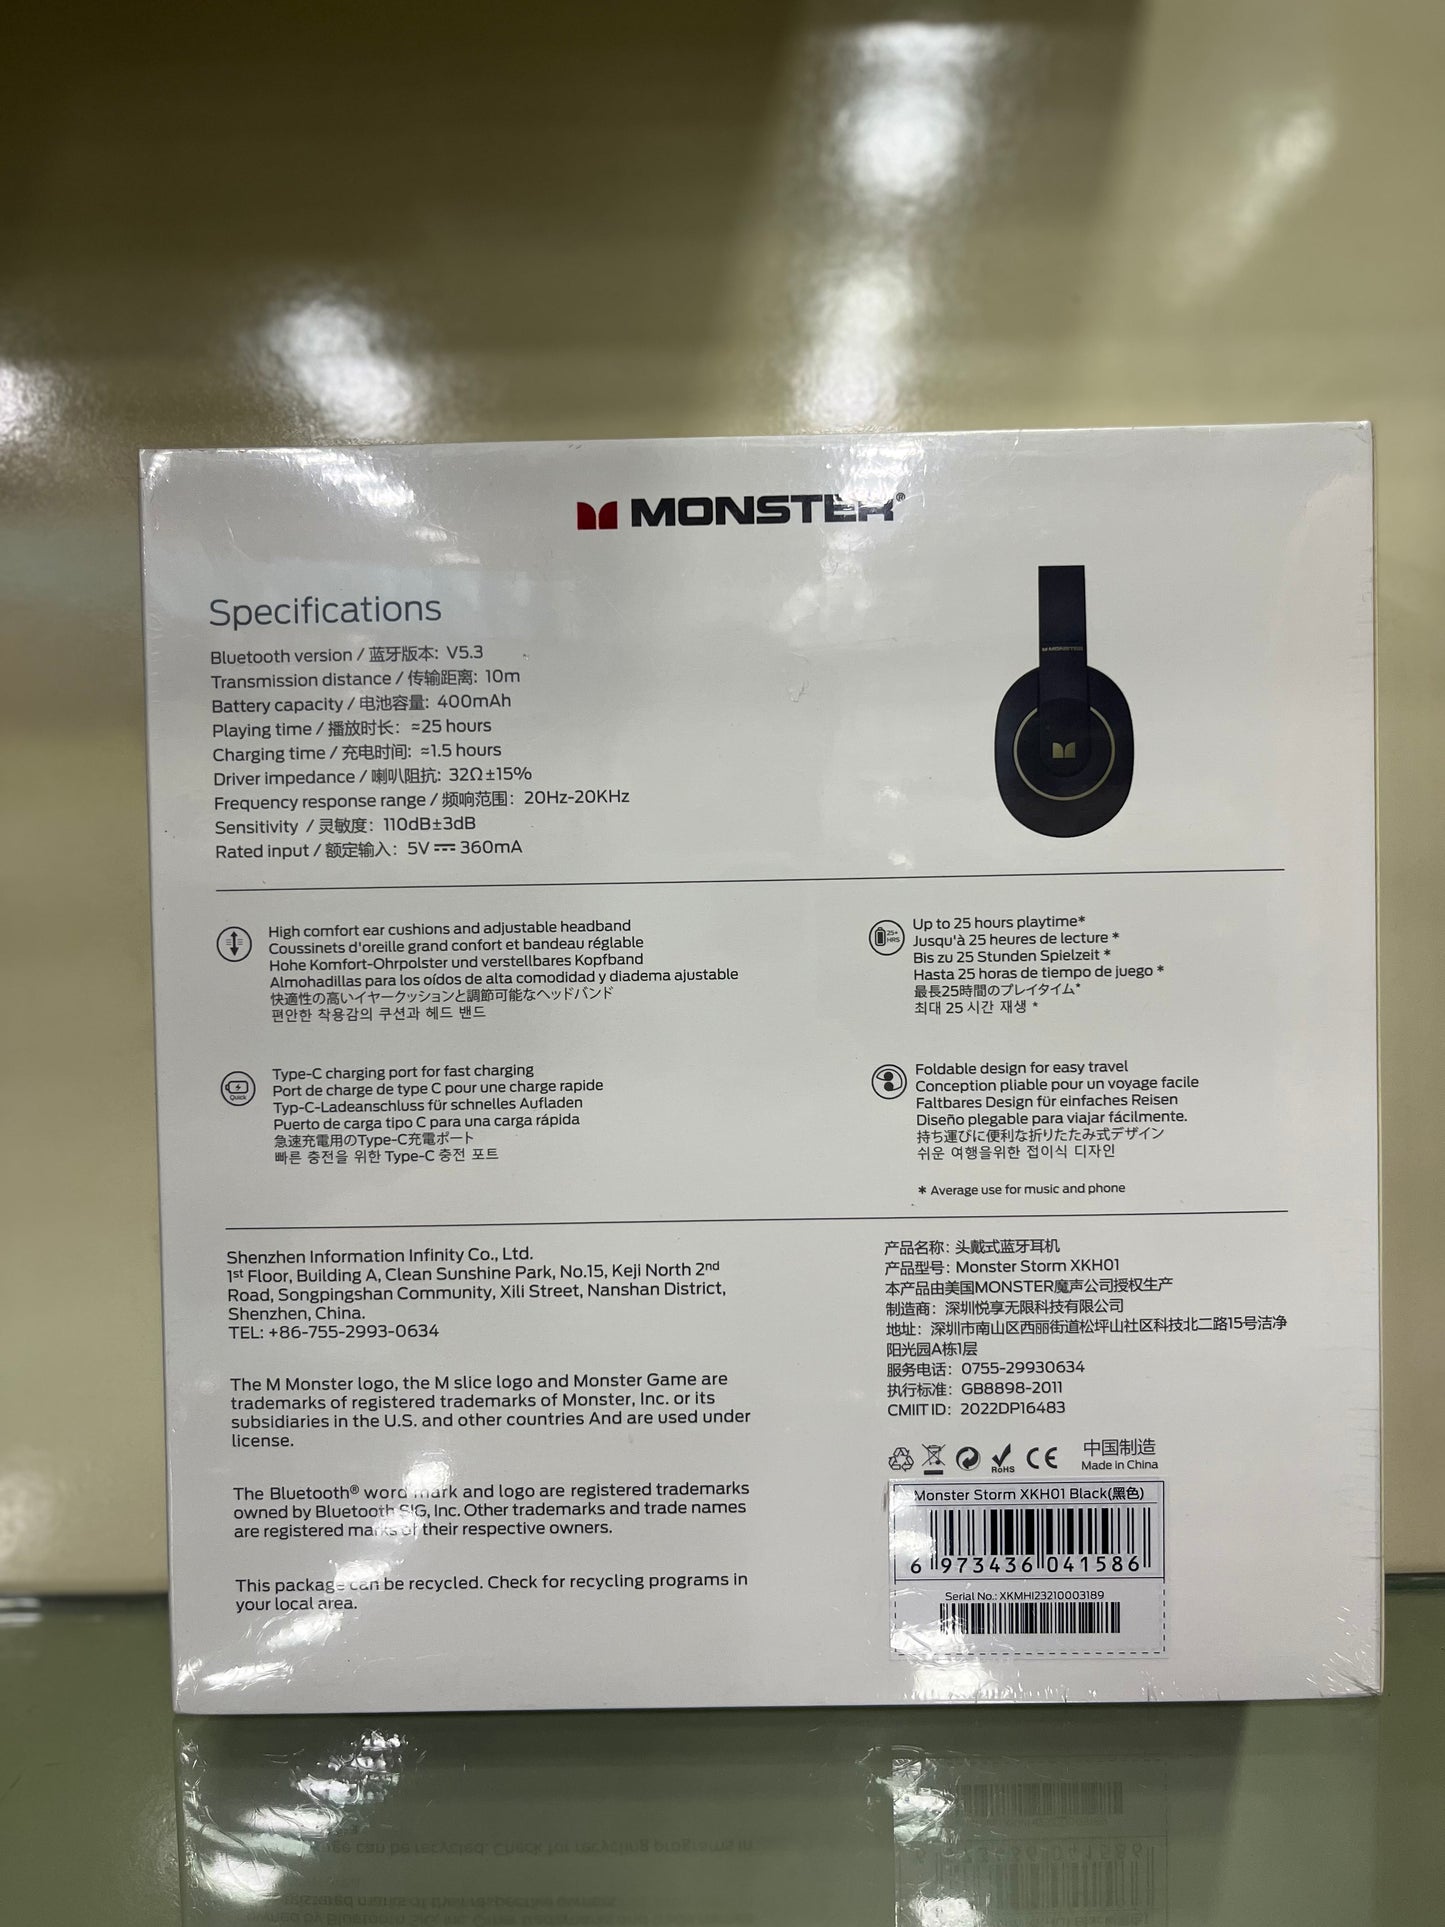 MONSTER®
Specifications
Bluetooth version / 蓝牙版本: V5.3
Transmission distance / 传输距离: 10m
Battery capacity / 电池容量: 400mAh
Playing time / 播放时长: ≈25 hours
Charging time / 充电时间: ≈1.5 hours
Driver impedance / 喇叭阻抗: 32Ω±15%
Frequency response range / 频响范围: 20Hz-20KHz
Sensitivity / 灵敏度: 110dB±3dB
Rated input / 额定输入: 5V⎓360mA
MONSTER
High comfort ear cushions and adjustable headband
Coussinets d'oreille grand confort et bandeau réglable
Hohe Komfort-Ohrpolster und verstellbares Kopfband
Almohadillas para los oídos de alta comodidad y diadema ajustable
快適性の高いイヤークッションと調節可能なヘッドバンド
편안한 착용감의 쿠션과 헤드 밴드
25+
HRS
Up to 25 hours playtime*
Jusqu'à 25 heures de lecture *
Bis zu 25 Stunden Spielzeit *
Hasta 25 horas de tiempo de juego *
最長25時間のプレイタイム*
최대 25 시간 재생 *
Quick
Type-C charging port for fast charging
Port de charge de type C pour une charge rapide
Typ-C-Ladeanschluss für schnelles Aufladen
Puerto de carga tipo C para una carga rápida
急速充電用のType-C充電ポート
빠른 충전을 위한 Type-C 충전 포트
Foldable design for easy travel
Conception pliable pour un voyage facile
Faltbares Design für einfaches Reisen
Diseño plegable para viajar fácilmente.
持ち運びに便利な折りたたみ式デザイン
쉬운 여행을위한 접이식 디자인
* Average use for music and phone
Shenzhen Information Infinity Co., Ltd.
1st Floor, Building A, Clean Sunshine Park, No.15, Keji North 2nd
Road, Songpingshan Community, Xili Street, Nanshan District,
Shenzhen, China.
TEL: +86-755-2993-0634
The M Monster logo, the M slice logo and Monster Game are
trademarks of registered trademarks of Monster, Inc. or its
subsidiaries in the U.S. and other countries And are used under
license.
The Bluetooth® word mark and logo are registered trademarks
owned by Bluetooth SIG, Inc. Other trademarks and trade names
are registered marks of their respective owners.
This package can be recycled. Check for recycling programs in
your local area.
产品名称: 头戴式蓝牙耳机
产品型号: Monster Storm XKH01
本产品由美国MONSTER魔声公司授权生产
制造商: 深圳悦享无限科技有限公司
地址: 深圳市南山区西丽街道松坪山社区科技北二路15号洁净
阳光园A栋1层
服务电话: 0755-29930634
执行标准: GB8898-2011
CMIIT ID: 2022DP16483
RoHS
CE
中国制造
Made in China
Monster Storm XKH01 Black(黑色)
6 973436 041586
Serial No.: XKMHI23210003189